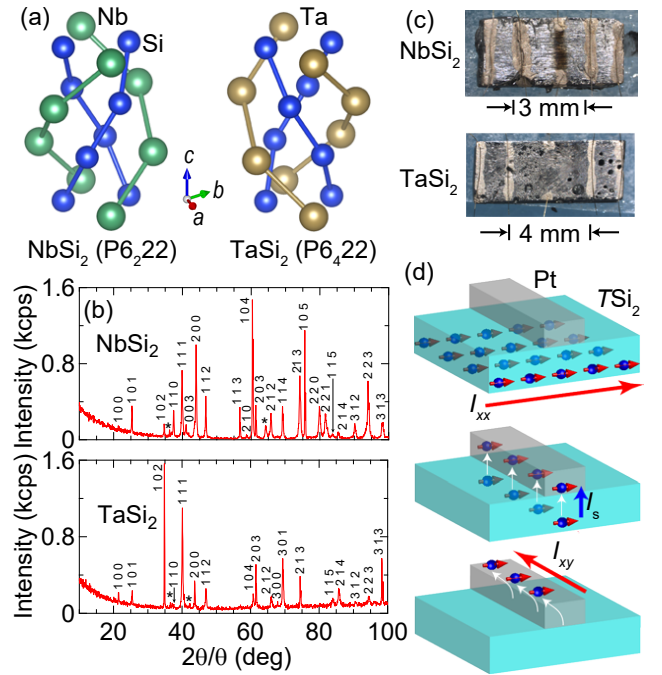 (a)
Nb
Si
Ta
c
b
a
NbSi2 (P6222)
TaSi2 (P6422)
(c)
NbSi2
3 mm
TaSi2
4 mm
(b)
NbSi2
Intensity (kcps)
1.6
0.8
0
100
101
102
*
110
111
003
200
112
113
210
104
203
*
212
114
213
105
220
221
115
214
312
223
313
TaSi2
Intensity (kcps)
1.6
0.8
0
100
101
102
*
110
111
*
200
112
104
203
212
300
301
213
115
214
312
223
313
20
40
60
80
100
2θ/θ (deg)
(d)
Pt
TSi2
Ixx
Is
Ixy